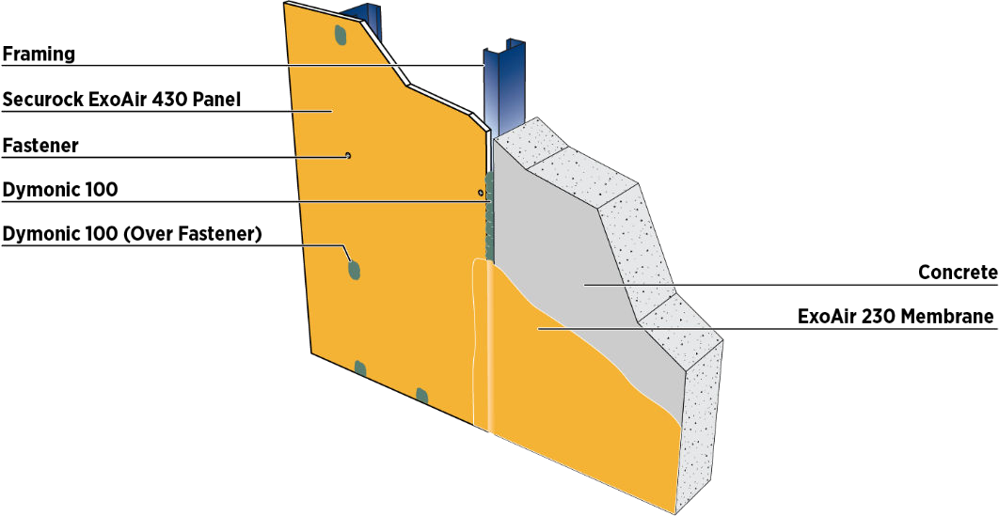 Framing
Securock ExoAir 430 Panel
Fastener
Dymonic 100
Dymonic 100 (Over Fastener)
Concrete
ExoAir 230 Membrane